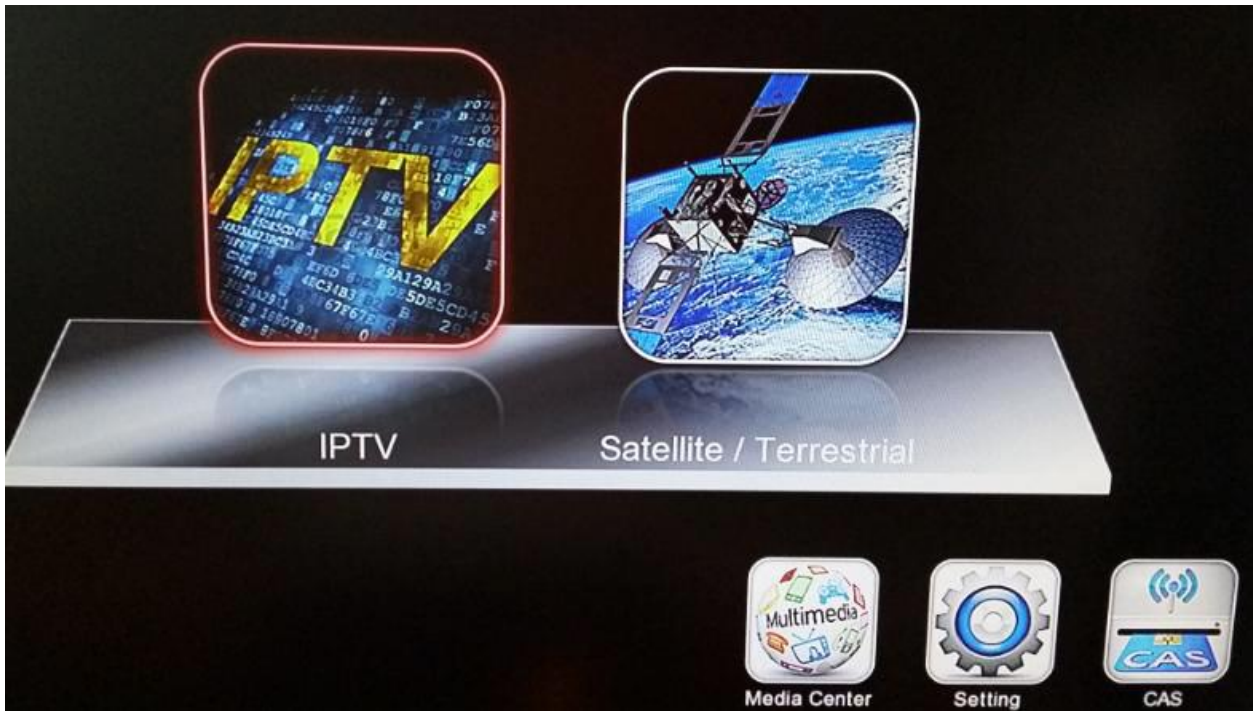 IPTV
IPTV
Satellite / Terrestrial
Multimedia
CAS
Media Center
Setting
CAS